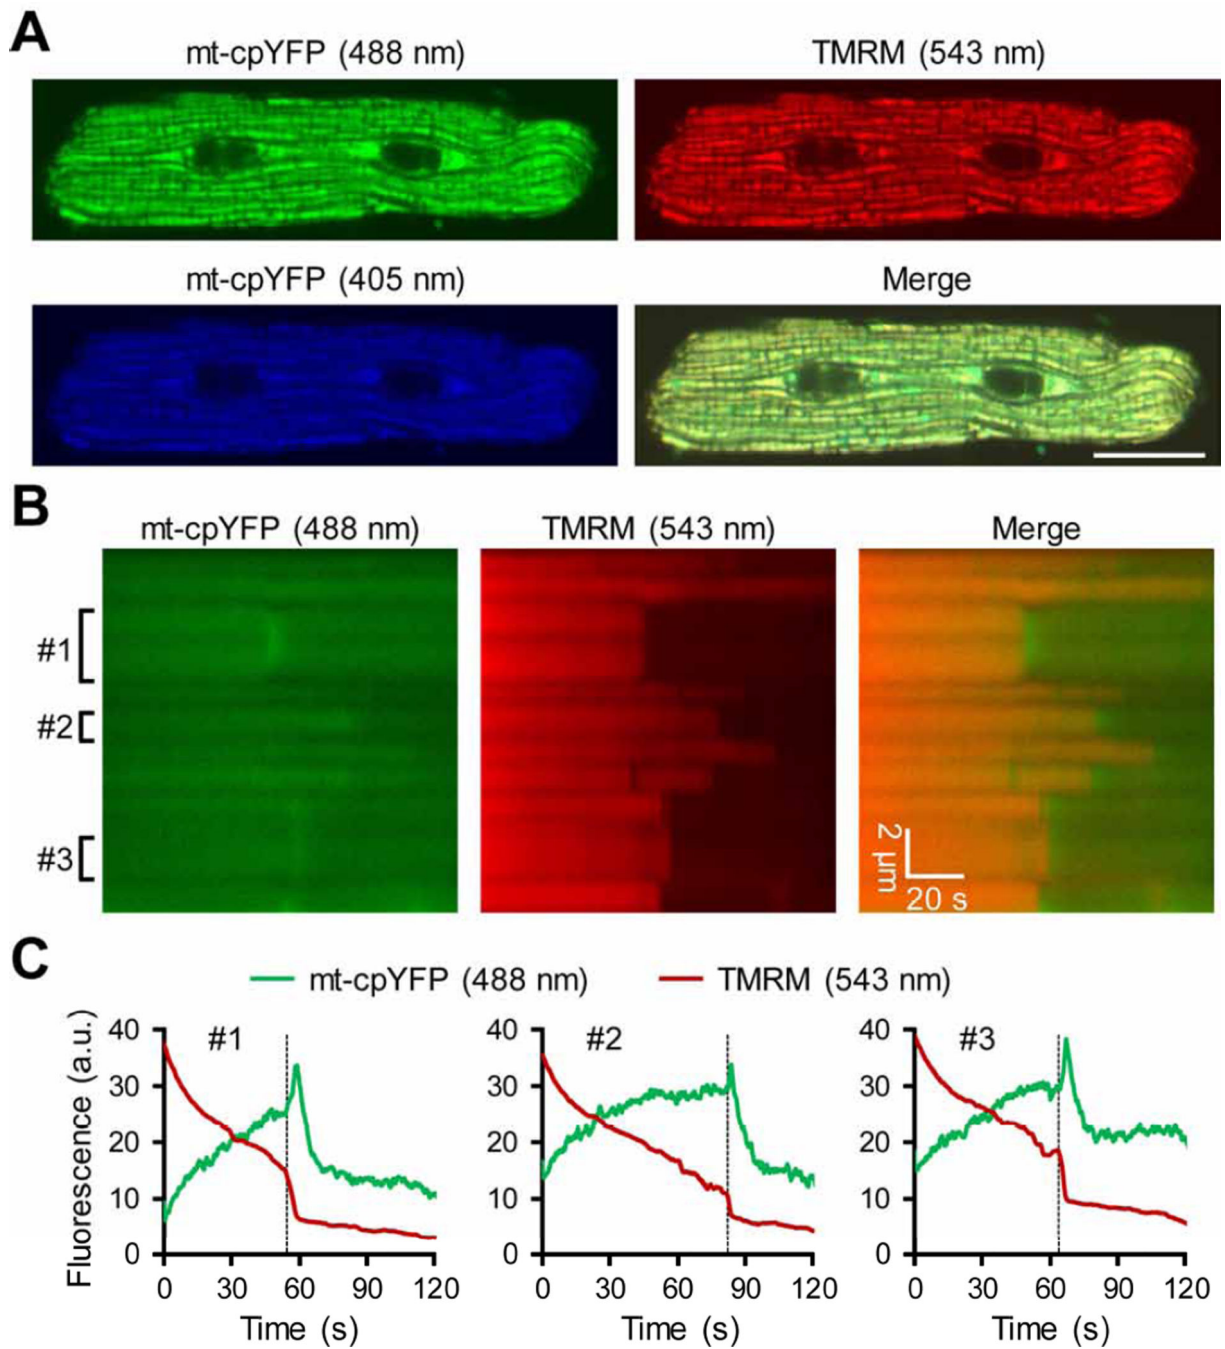 A
mt-cpYFP (488 nm)
TMRM (543 nm)
mt-cpYFP (405 nm)
Merge
B
mt-cpYFP (488 nm)
TMRM (543 nm)
Merge
#1
#2
#3
2 µm
20 s
C
mt-cpYFP (488 nm)
TMRM (543 nm)
Fluorescence (a.u.)
#1
40
30
20
10
0
0 30 60 90 120
Time (s)
#2
40
30
20
10
0
0 30 60 90 120
Time (s)
#3
40
30
20
10
0
0 30 60 90 120
Time (s)